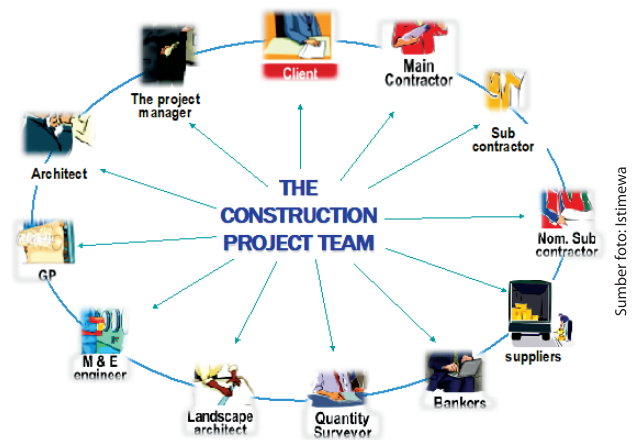 Client
Main
Contractor
Sub
contractor
Nom. Sub
contractor
suppliers
Bankers
Quantity
Surveyor
Landscape
architect
M & E
engineer
GP
Architect
The project
manager
THE
CONSTRUCTION
PROJECT TEAM
Sumber foto: Istimewa